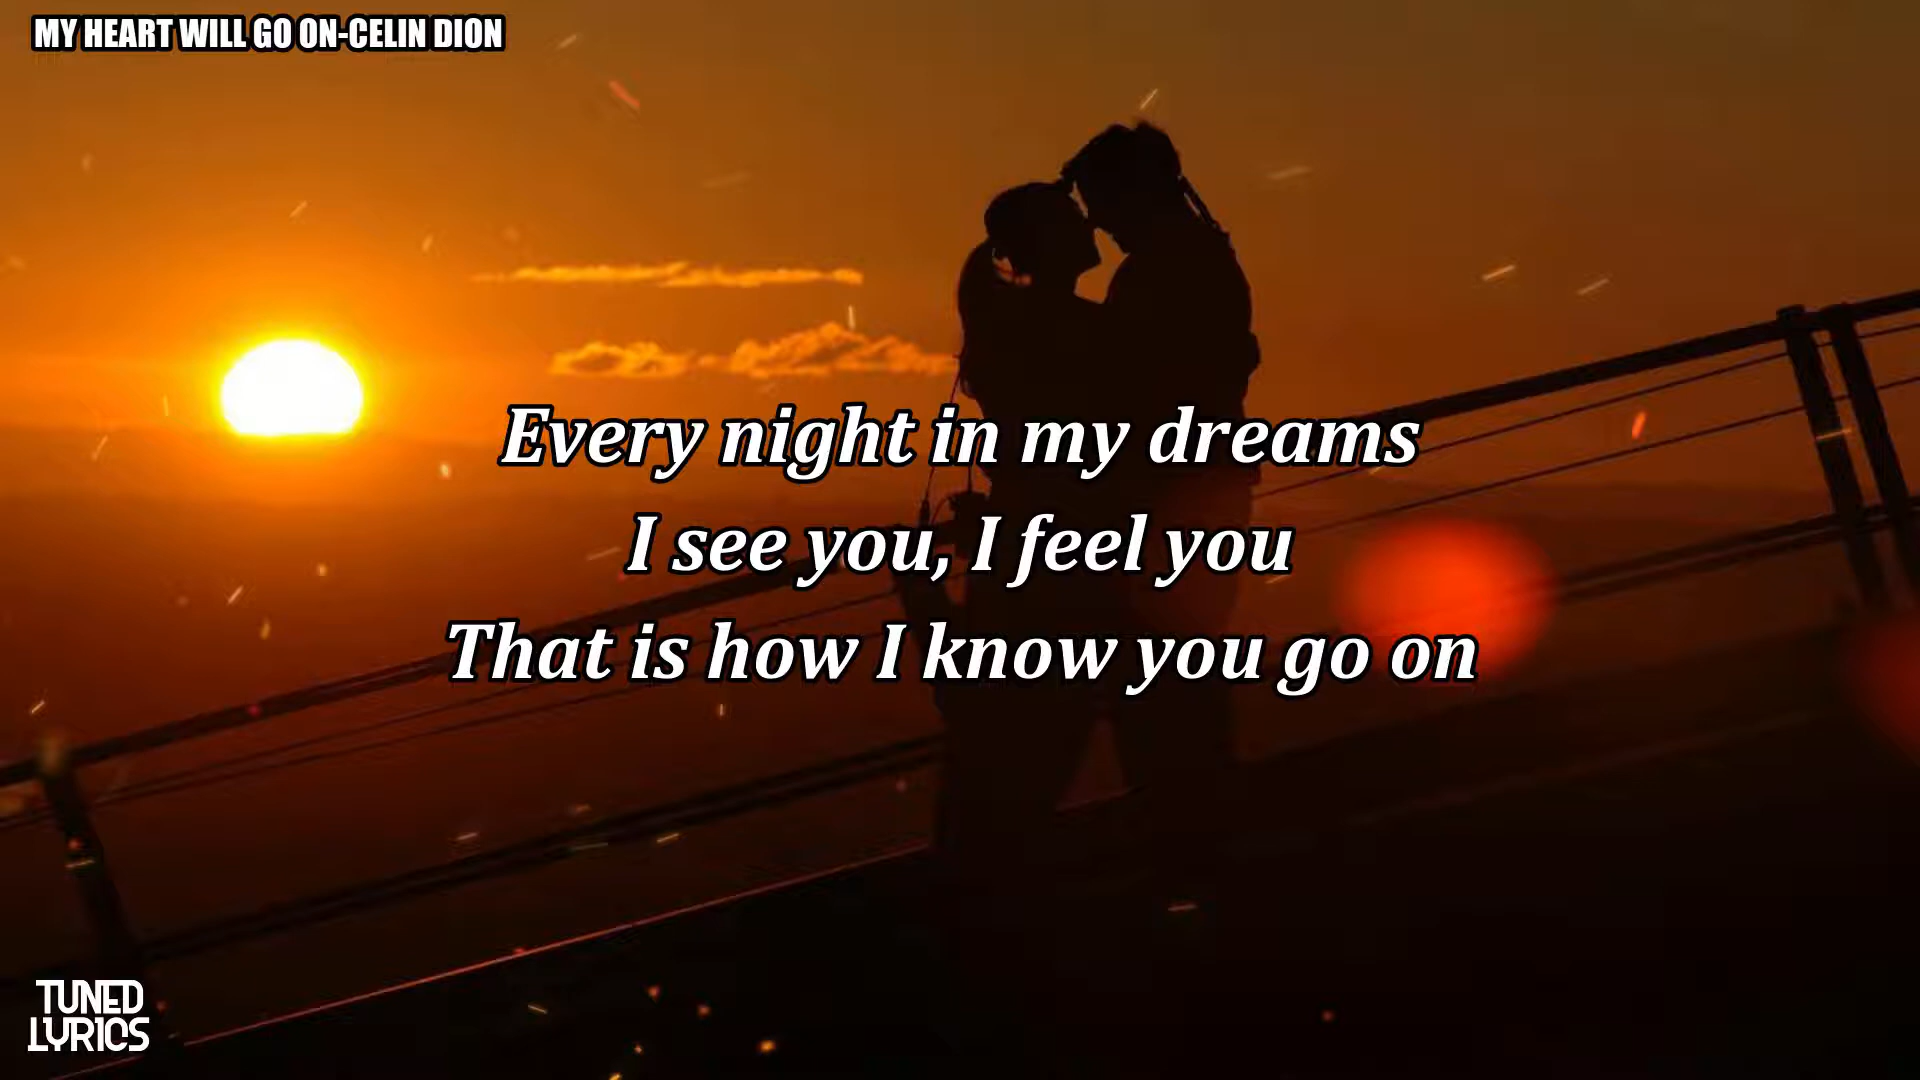 MY HEART WILL GO ON-CELIN DION
Every night in my dreams
I see you, I feel you
That is how I know you go on
TUNED
LYRICS